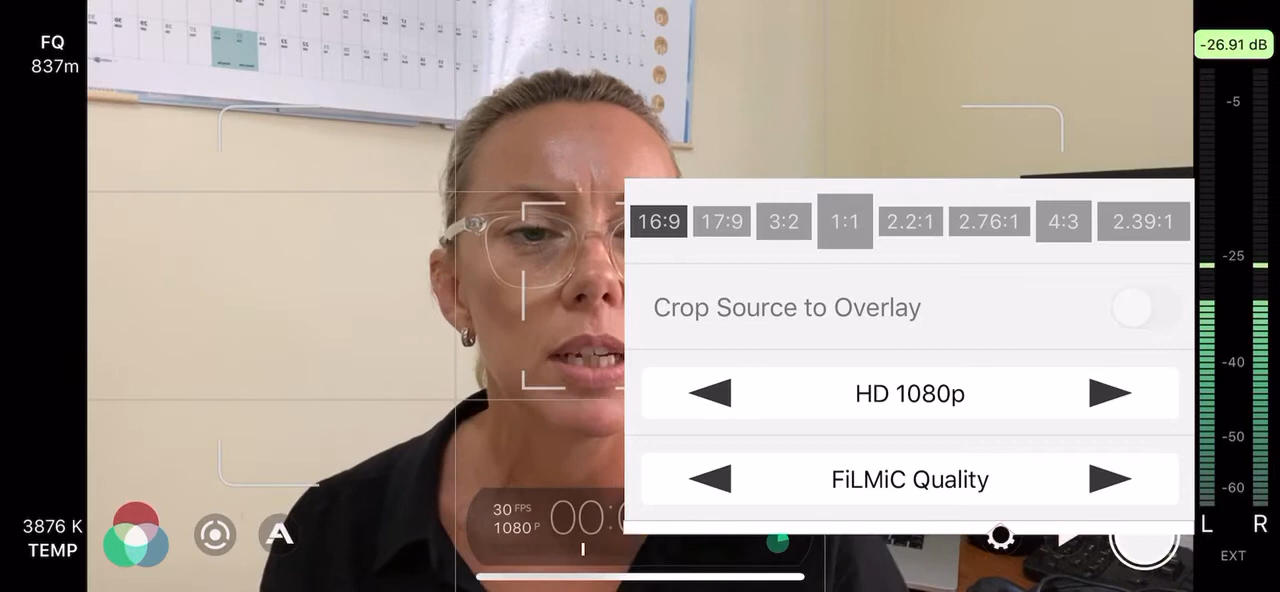 FQ
837m
-26.91 dB
-5
-25
-40
-50
-60
L R
EXT
16:9 17:9 3:2 1:1 2.2:1 2.76:1 4:3 2.39:1
Crop Source to Overlay
HD 1080p
FiLMiC Quality
30 FPS
1080 P
00:
3876 K
TEMP
A